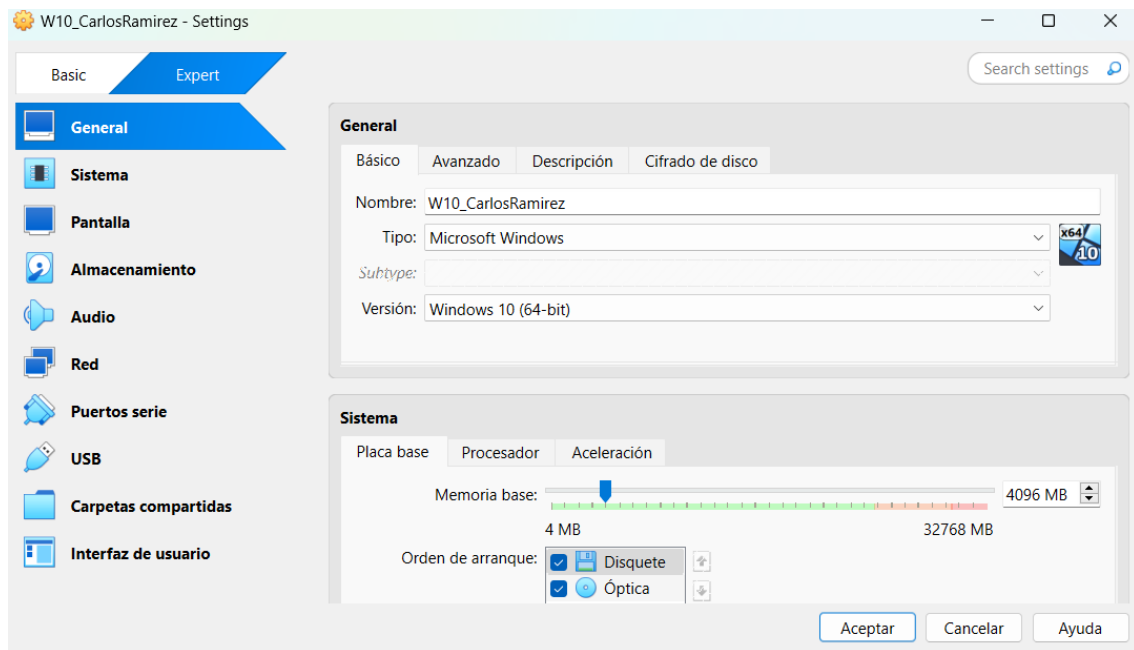 W10_CarlosRamirez - Settings
Basic
Expert
Search settings
General
Sistema
Pantalla
Almacenamiento
Audio
Red
Puertos serie
USB
Carpetas compartidas
Interfaz de usuario
General
Básico Avanzado Descripción Cifrado de disco
Nombre: W10_CarlosRamirez
Tipo: Microsoft Windows
x64
10
Subtype:
Versión: Windows 10 (64-bit)
Sistema
Placa base Procesador Aceleración
Memoria base: 4096 MB
4 MB 32768 MB
Orden de arranque: Disquete
Óptica
Aceptar Cancelar Ayuda